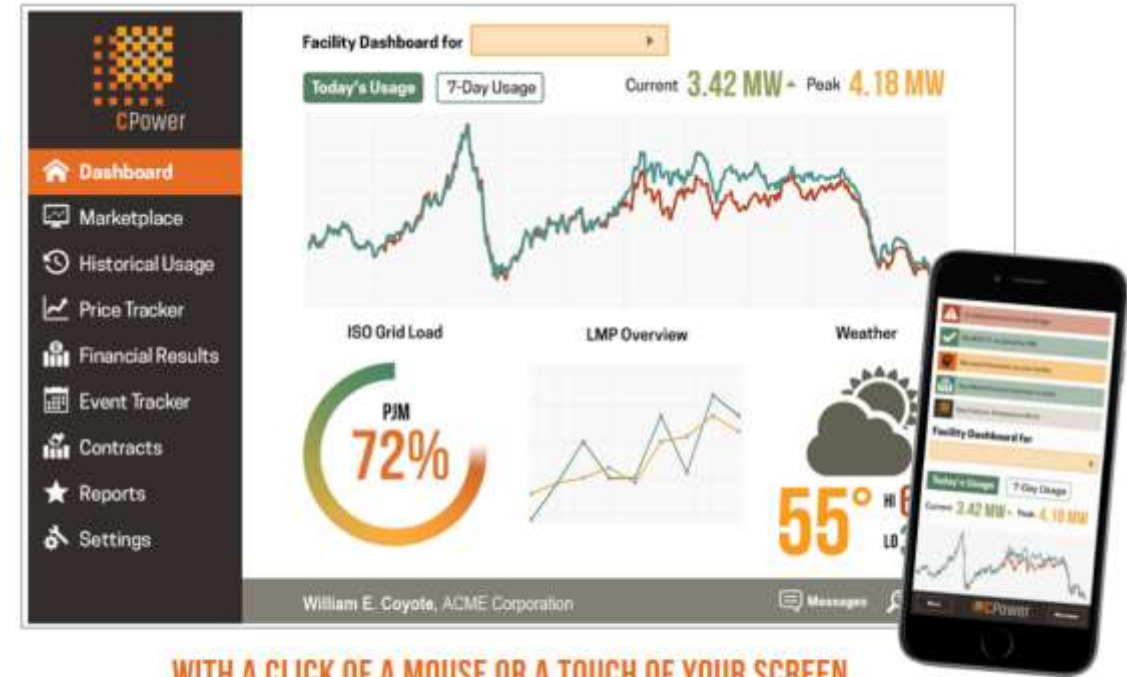 CPower
Facility Dashboard for
Today's Usage 7-Day Usage Current 3.42 MW Peak 4.18 MW
Dashboard
Marketplace
Historical Usage
Price Tracker
Financial Results
Event Tracker
Contracts
Reports
Settings
ISO Grid Load LMP Overview Weather
PJM
72%
55°
HI
LO
William E. Coyote, ACME Corporation Messages
Facility Dashboard for
Today's Usage 7-Day Usage
Current 3.42 MW Peak 4.18 MW
CPower
WITH A CLICK OF A MOUSE OR A TOUCH OF YOUR SCREEN